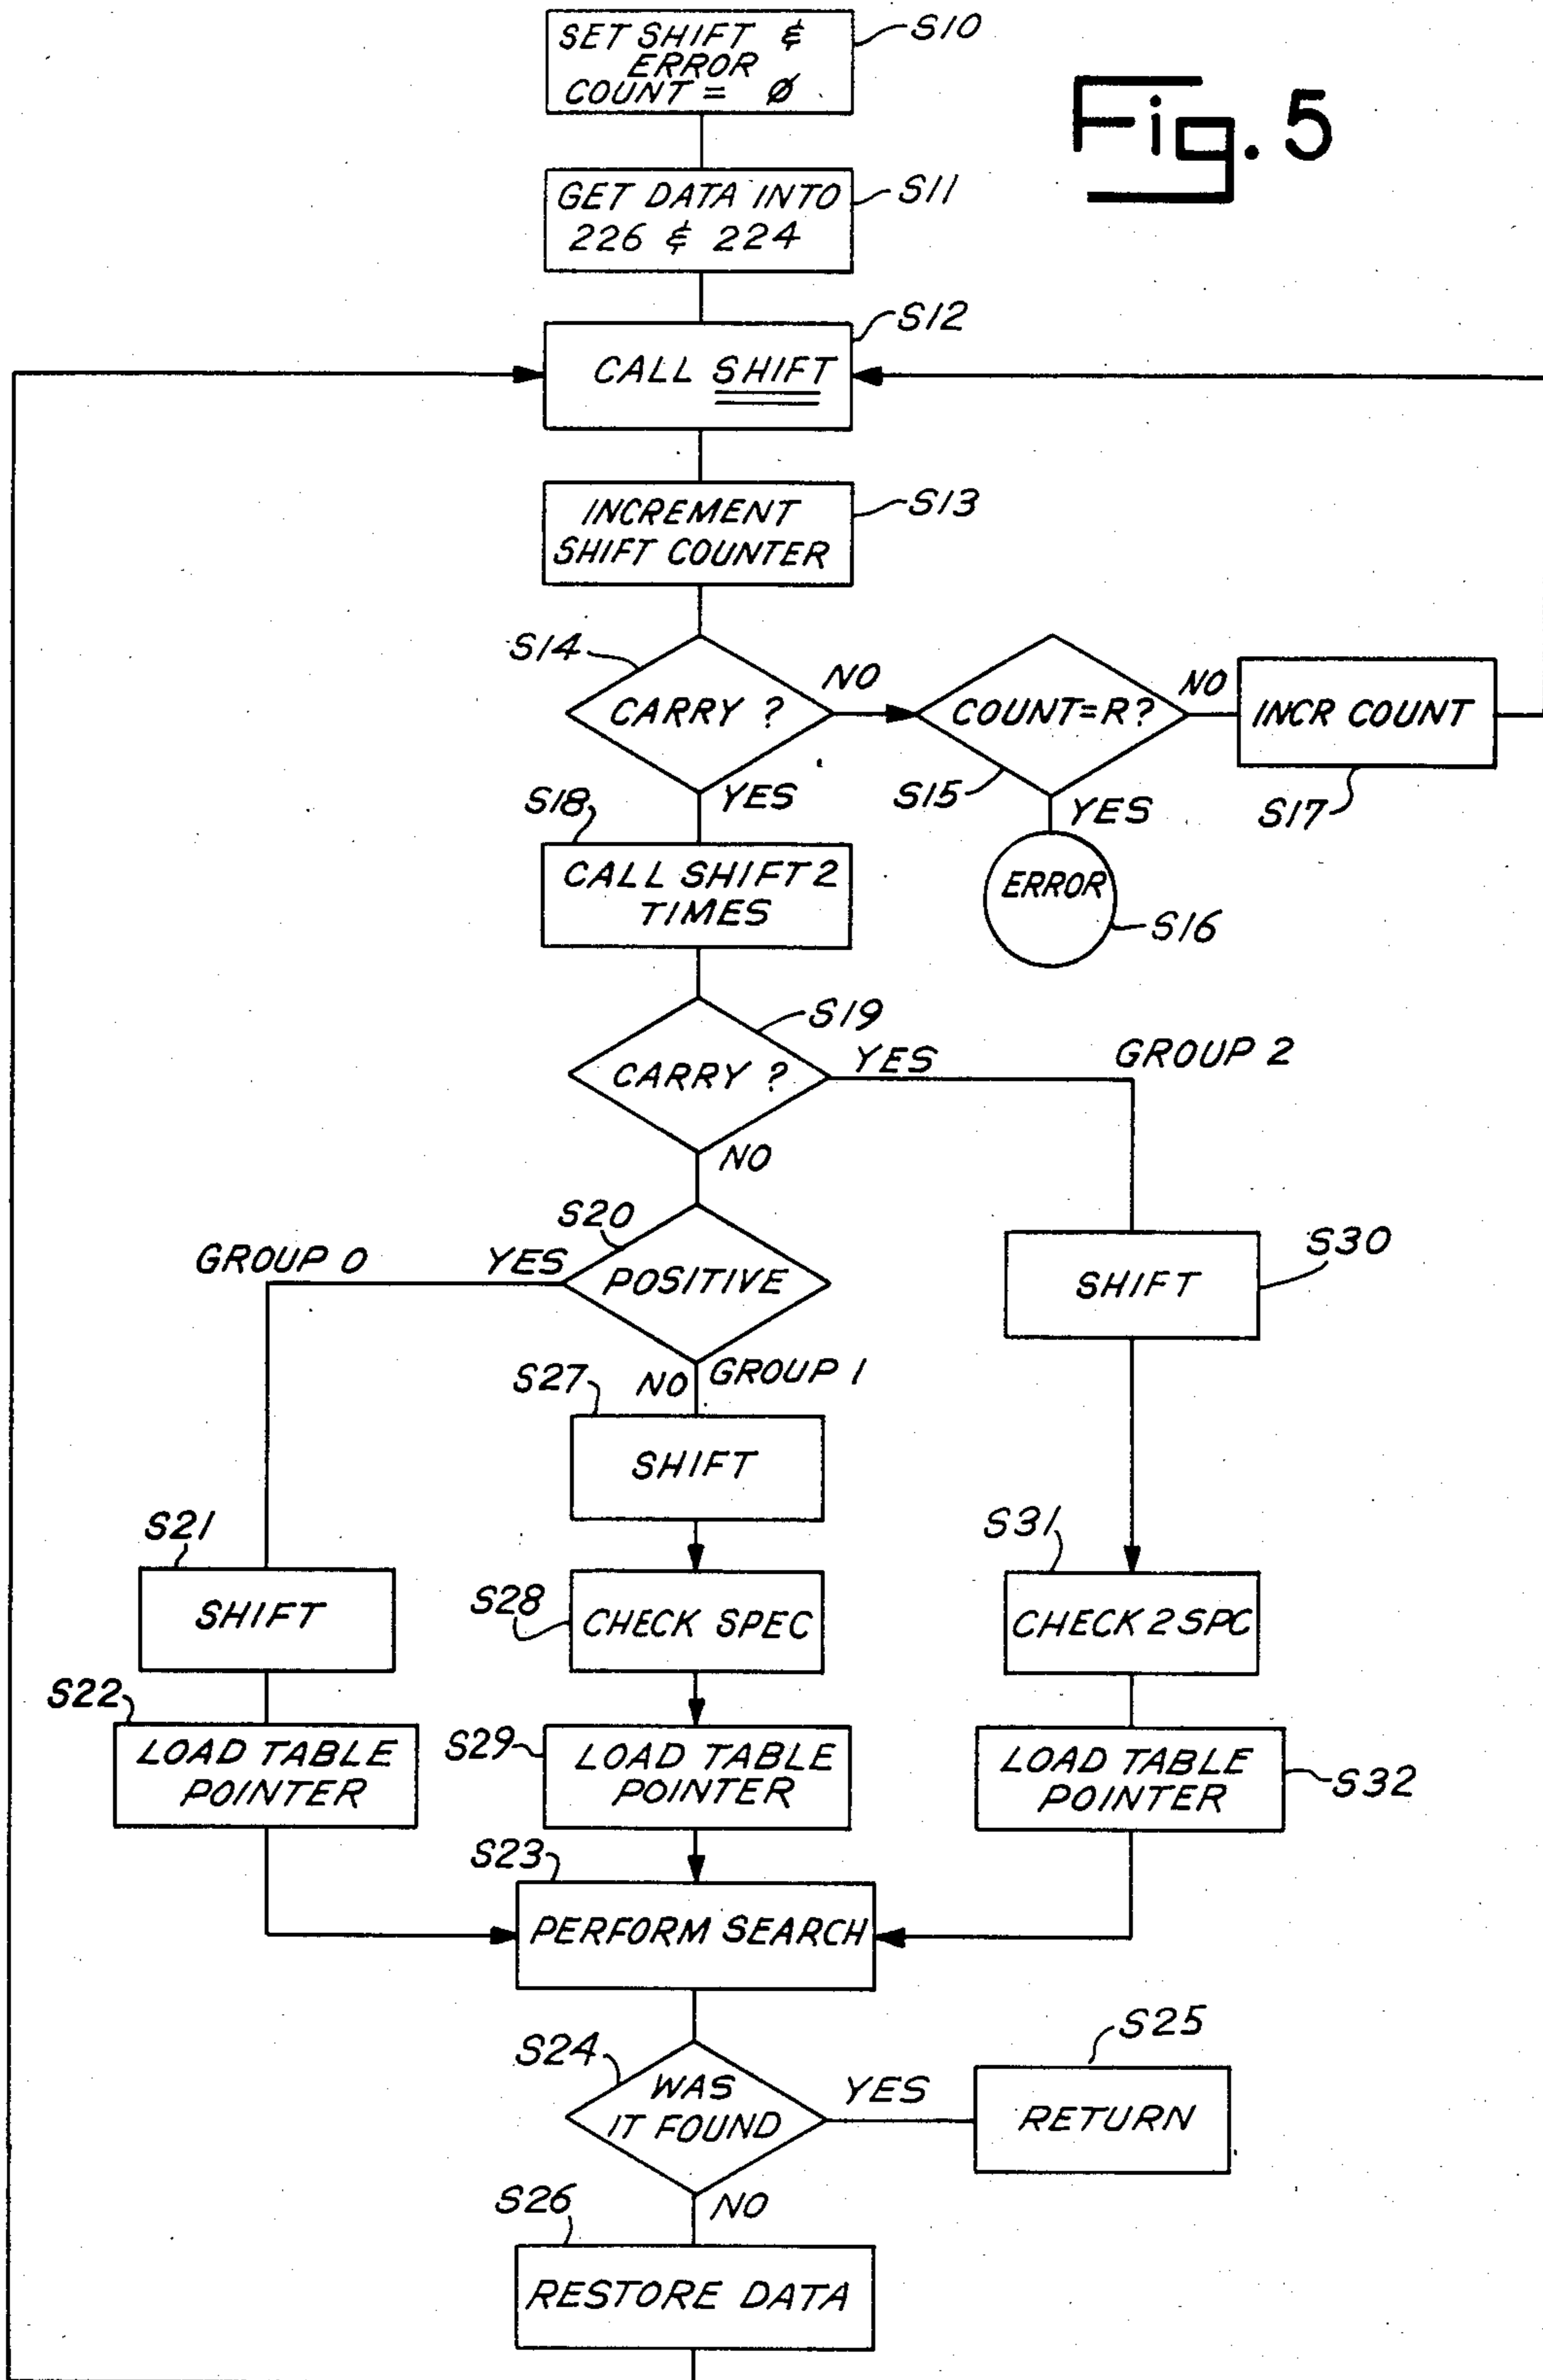 SET SHIFT &
ERROR
COUNT = Ø
S10
Fig. 5
GET DATA INTO
226 & 224
S11
S12
CALL SHIFT
INCREMENT
SHIFT COUNTER
S13
S14
CARRY ?
NO
COUNT=R?
NO
INCR COUNT
S15
YES
S17
YES
S18
CALL SHIFT 2
TIMES
ERROR
S16
S19
CARRY ?
YES
GROUP 2
NO
S20
GROUP 0
YES
POSITIVE
S30
SHIFT
S27
NO
GROUP 1
SHIFT
S21
SHIFT
S28
CHECK SPEC
S31
CHECK 2 SPC
S22
LOAD TABLE
POINTER
S29
LOAD TABLE
POINTER
LOAD TABLE
POINTER
S32
S23
PERFORM SEARCH
S24
WAS
IT FOUND
YES
S25
RETURN
NO
S26
RESTORE DATA